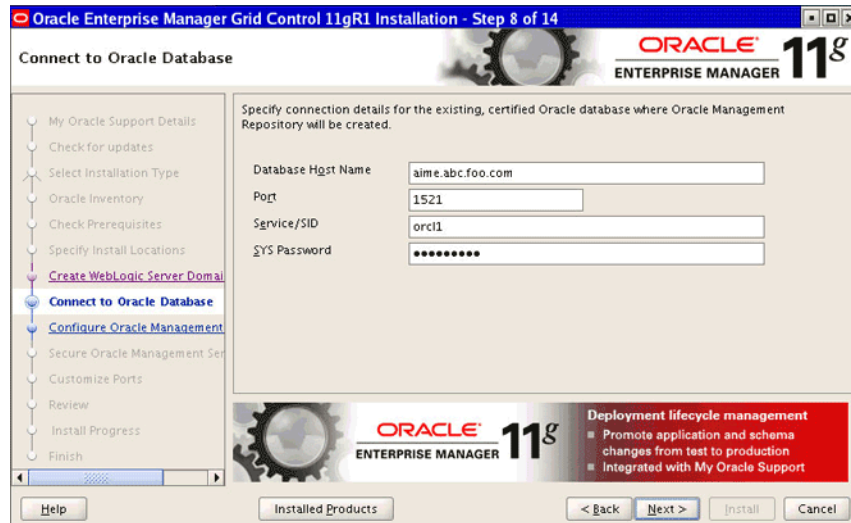 Oracle Enterprise Manager Grid Control 11gR1 Installation - Step 8 of 14
Connect to Oracle Database
ORACLE
ENTERPRISE MANAGER 11g
My Oracle Support Details
Check for updates
Select Installation Type
Oracle Inventory
Check Prerequisites
Specify Install Locations
Create WebLogic Server Domai
Connect to Oracle Database
Configure Oracle Management
Secure Oracle Management Ser
Customize Ports
Review
Install Progress
Finish
Specify connection details for the existing, certified Oracle database where Oracle Management
Repository will be created.
Database Host Name aime.abc.foo.com
Port 1521
Service/SID orcl1
SYS Password •••••••••
ORACLE
ENTERPRISE MANAGER 11g
Deployment lifecycle management
Promote application and schema
changes from test to production
Integrated with My Oracle Support
Help Installed Products < Back Next > Install Cancel